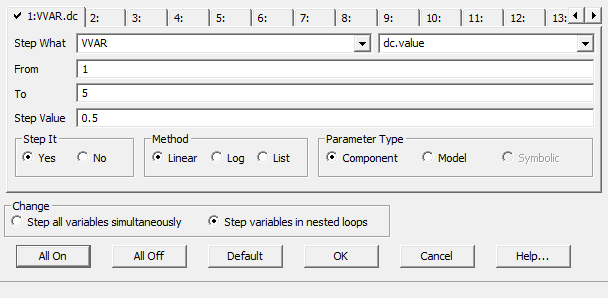 1:VVAR.dc 2: 3: 4: 5: 6: 7: 8: 9: 10: 11: 12: 13:
Step What VVAR dc.value
From 1
To 5
Step Value 0.5
Step It Method Parameter Type
Yes No Linear Log List Component Model Symbolic
Change
Step all variables simultaneously Step variables in nested loops
All On All Off Default OK Cancel Help...